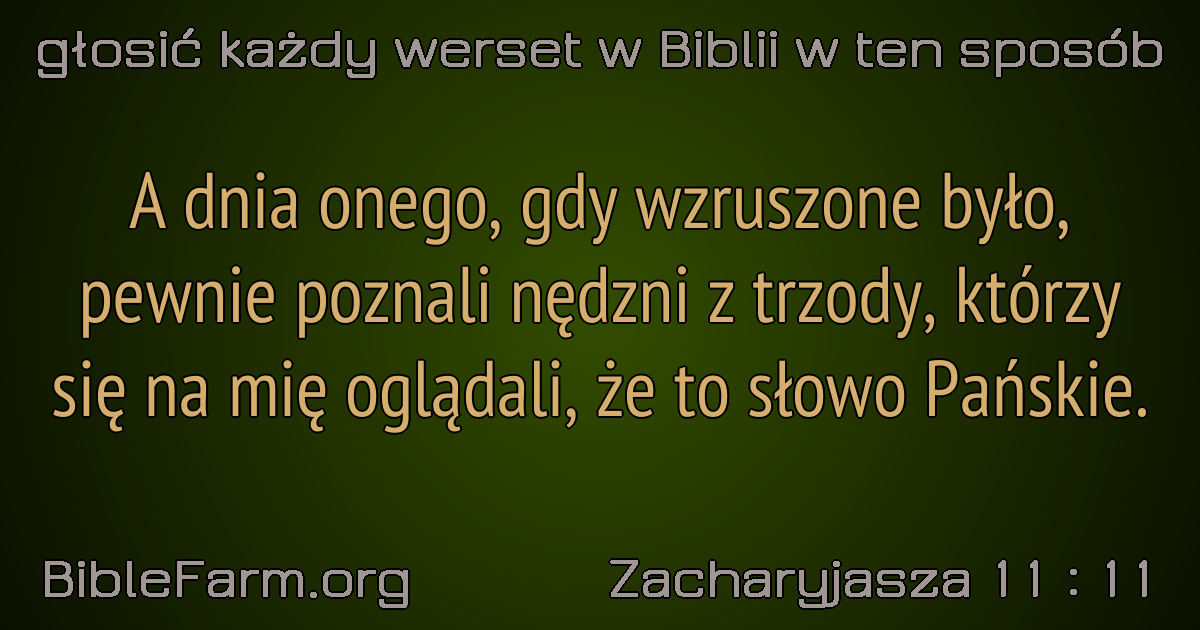 głosić każdy werset w Biblii w ten sposób
A dnia onego, gdy wzruszone było,
pewnie poznali nędzni z trzody, którzy
się na mię oglądali, że to słowo Pańskie.
BibleFarm.org
Zacharyjasza 11 : 11